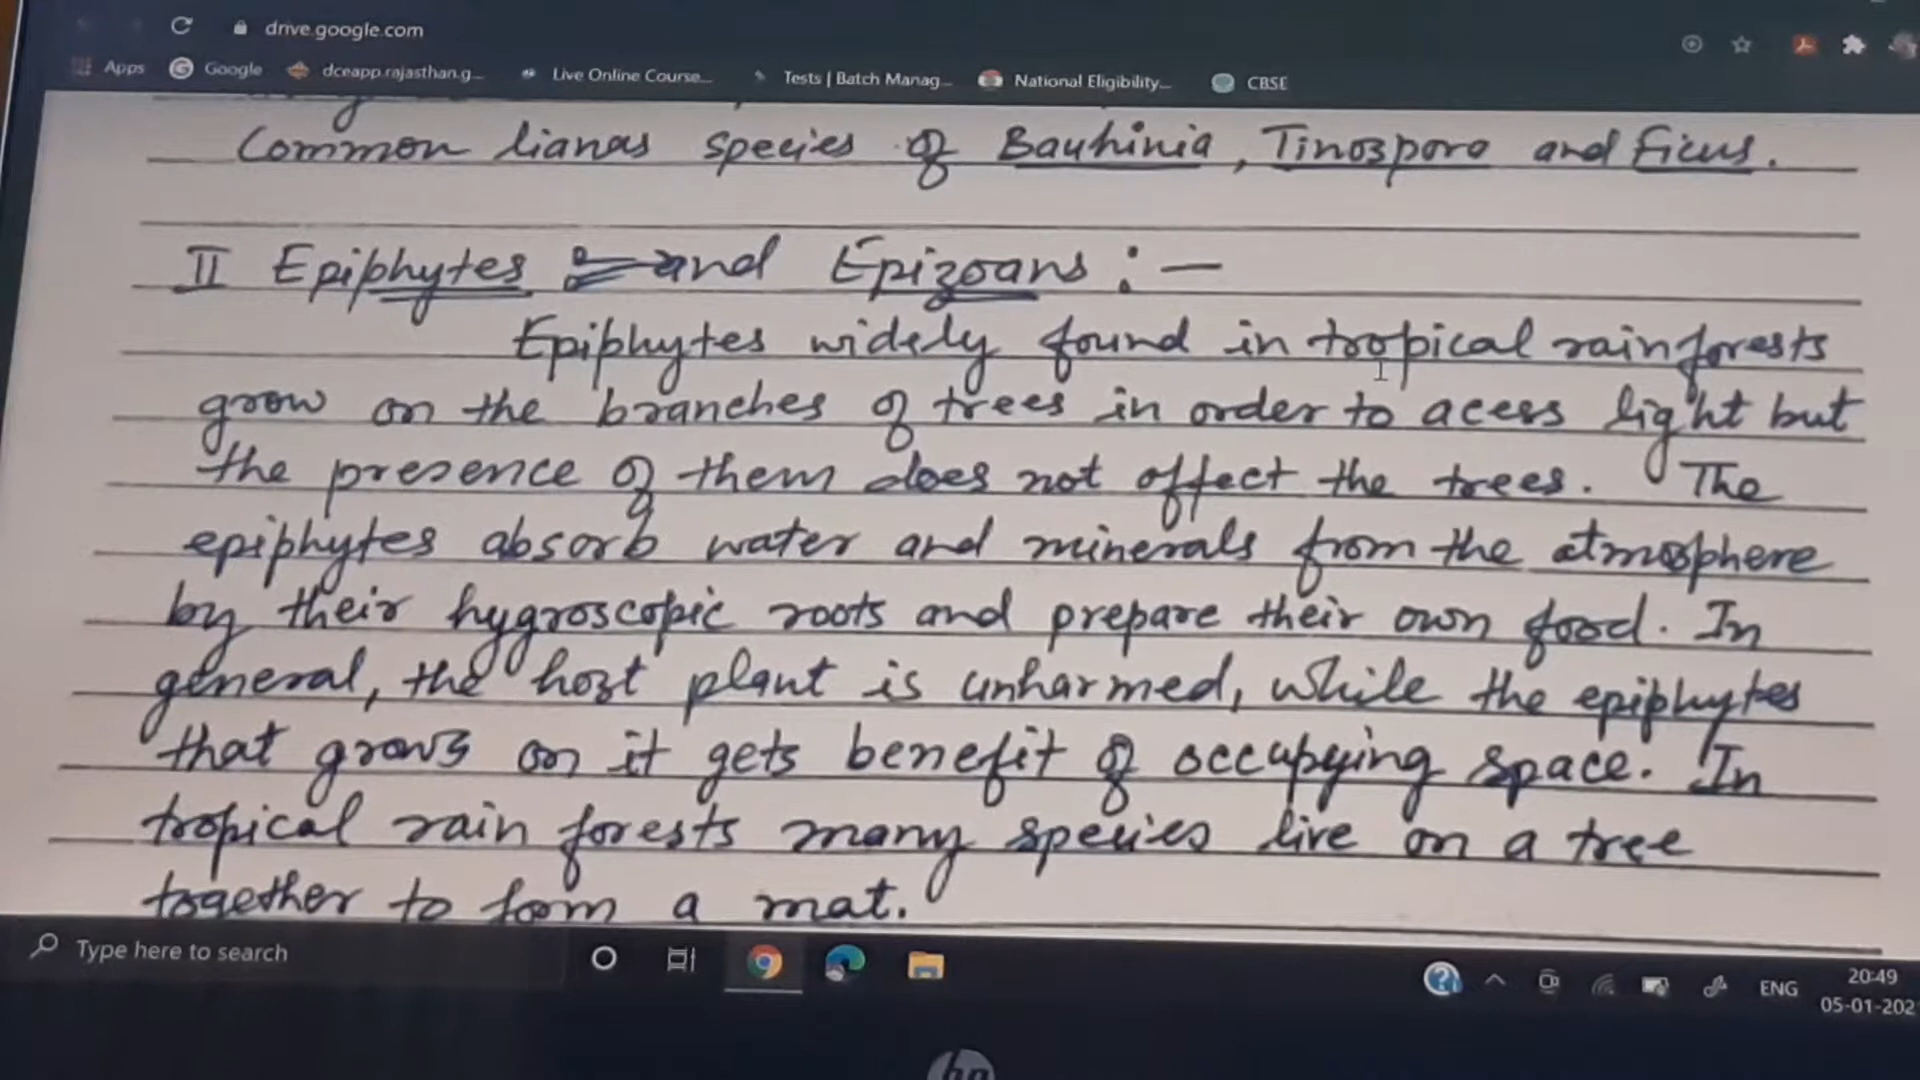 drive.google.com
Apps Google dceapp.rajasthan.g... Live Online Course... Tests | Batch Manag... National Eligibility... CBSE
Common lianas species of Bauhinia, Tinospora and Ficus.
II Epiphytes and Epizoans : —
Epiphytes widely found in tropical rainforests
grow on the branches of trees in order to acess light but
the presence of them does not affect the trees. The
epiphytes absorb water and minerals from the atmosphere
by their hygroscopic roots and prepare their own food. In
general, the host plant is unharmed, while the epiphytes
that grows on it gets benefit of occupying space. In
tropical rain forests many species live on a tree
together to form a mat.
Type here to search
ENG
20:49
05-01-202
hp